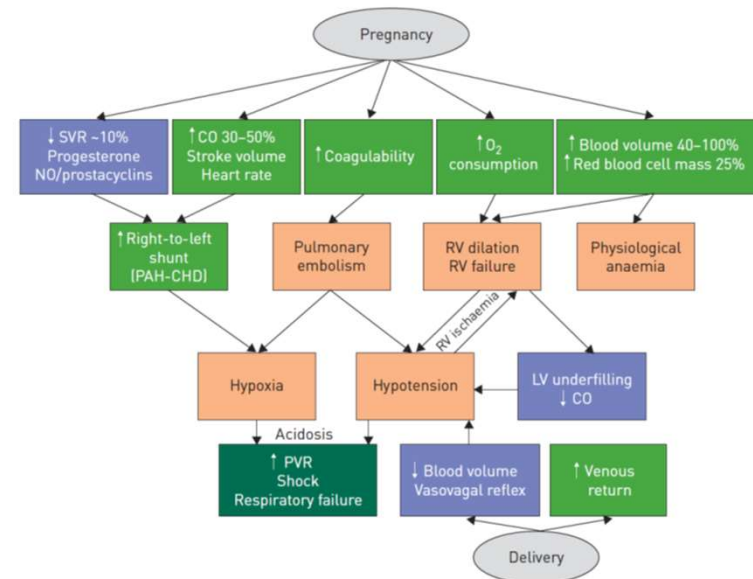 Pregnancy
↓ SVR ~10%
Progesterone
NO/prostacyclins
↑ CO 30–50%
Stroke volume
Heart rate
↑ Coagulability
↑ O₂
consumption
↑ Blood volume 40–100%
↑ Red blood cell mass 25%
↑ Right-to-left
shunt
(PAH-CHD)
Pulmonary
embolism
RV dilation
RV failure
Physiological
anaemia
RV ischaemia
Hypoxia
Hypotension
LV underfilling
↓ CO
Acidosis
↑ PVR
Shock
Respiratory failure
↓ Blood volume
Vasovagal reflex
↑ Venous
return
Delivery